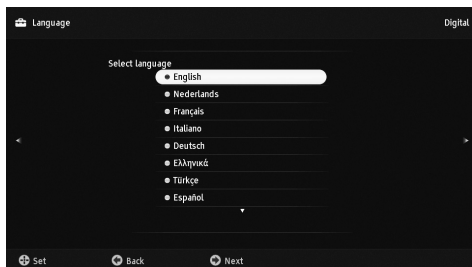 Language
Digital
Select language
English
Nederlands
Français
Italiano
Deutsch
Ελληνικά
Türkçe
Español
Set Back Next